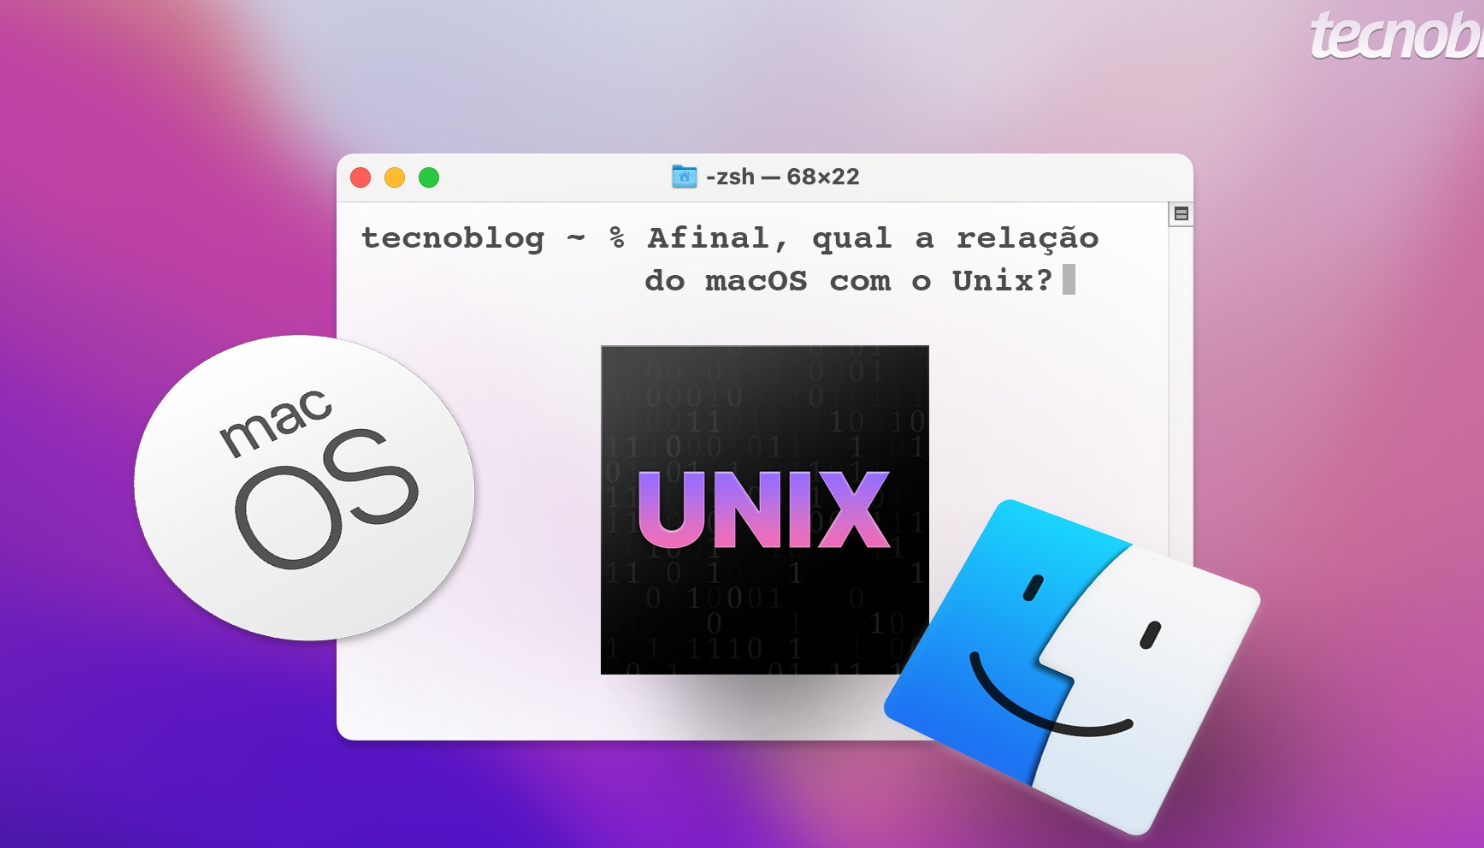 tecnobl
-zsh — 68×22
tecnoblog ~ % Afinal, qual a relação
do macOS com o Unix?
mac
OS
UNIX